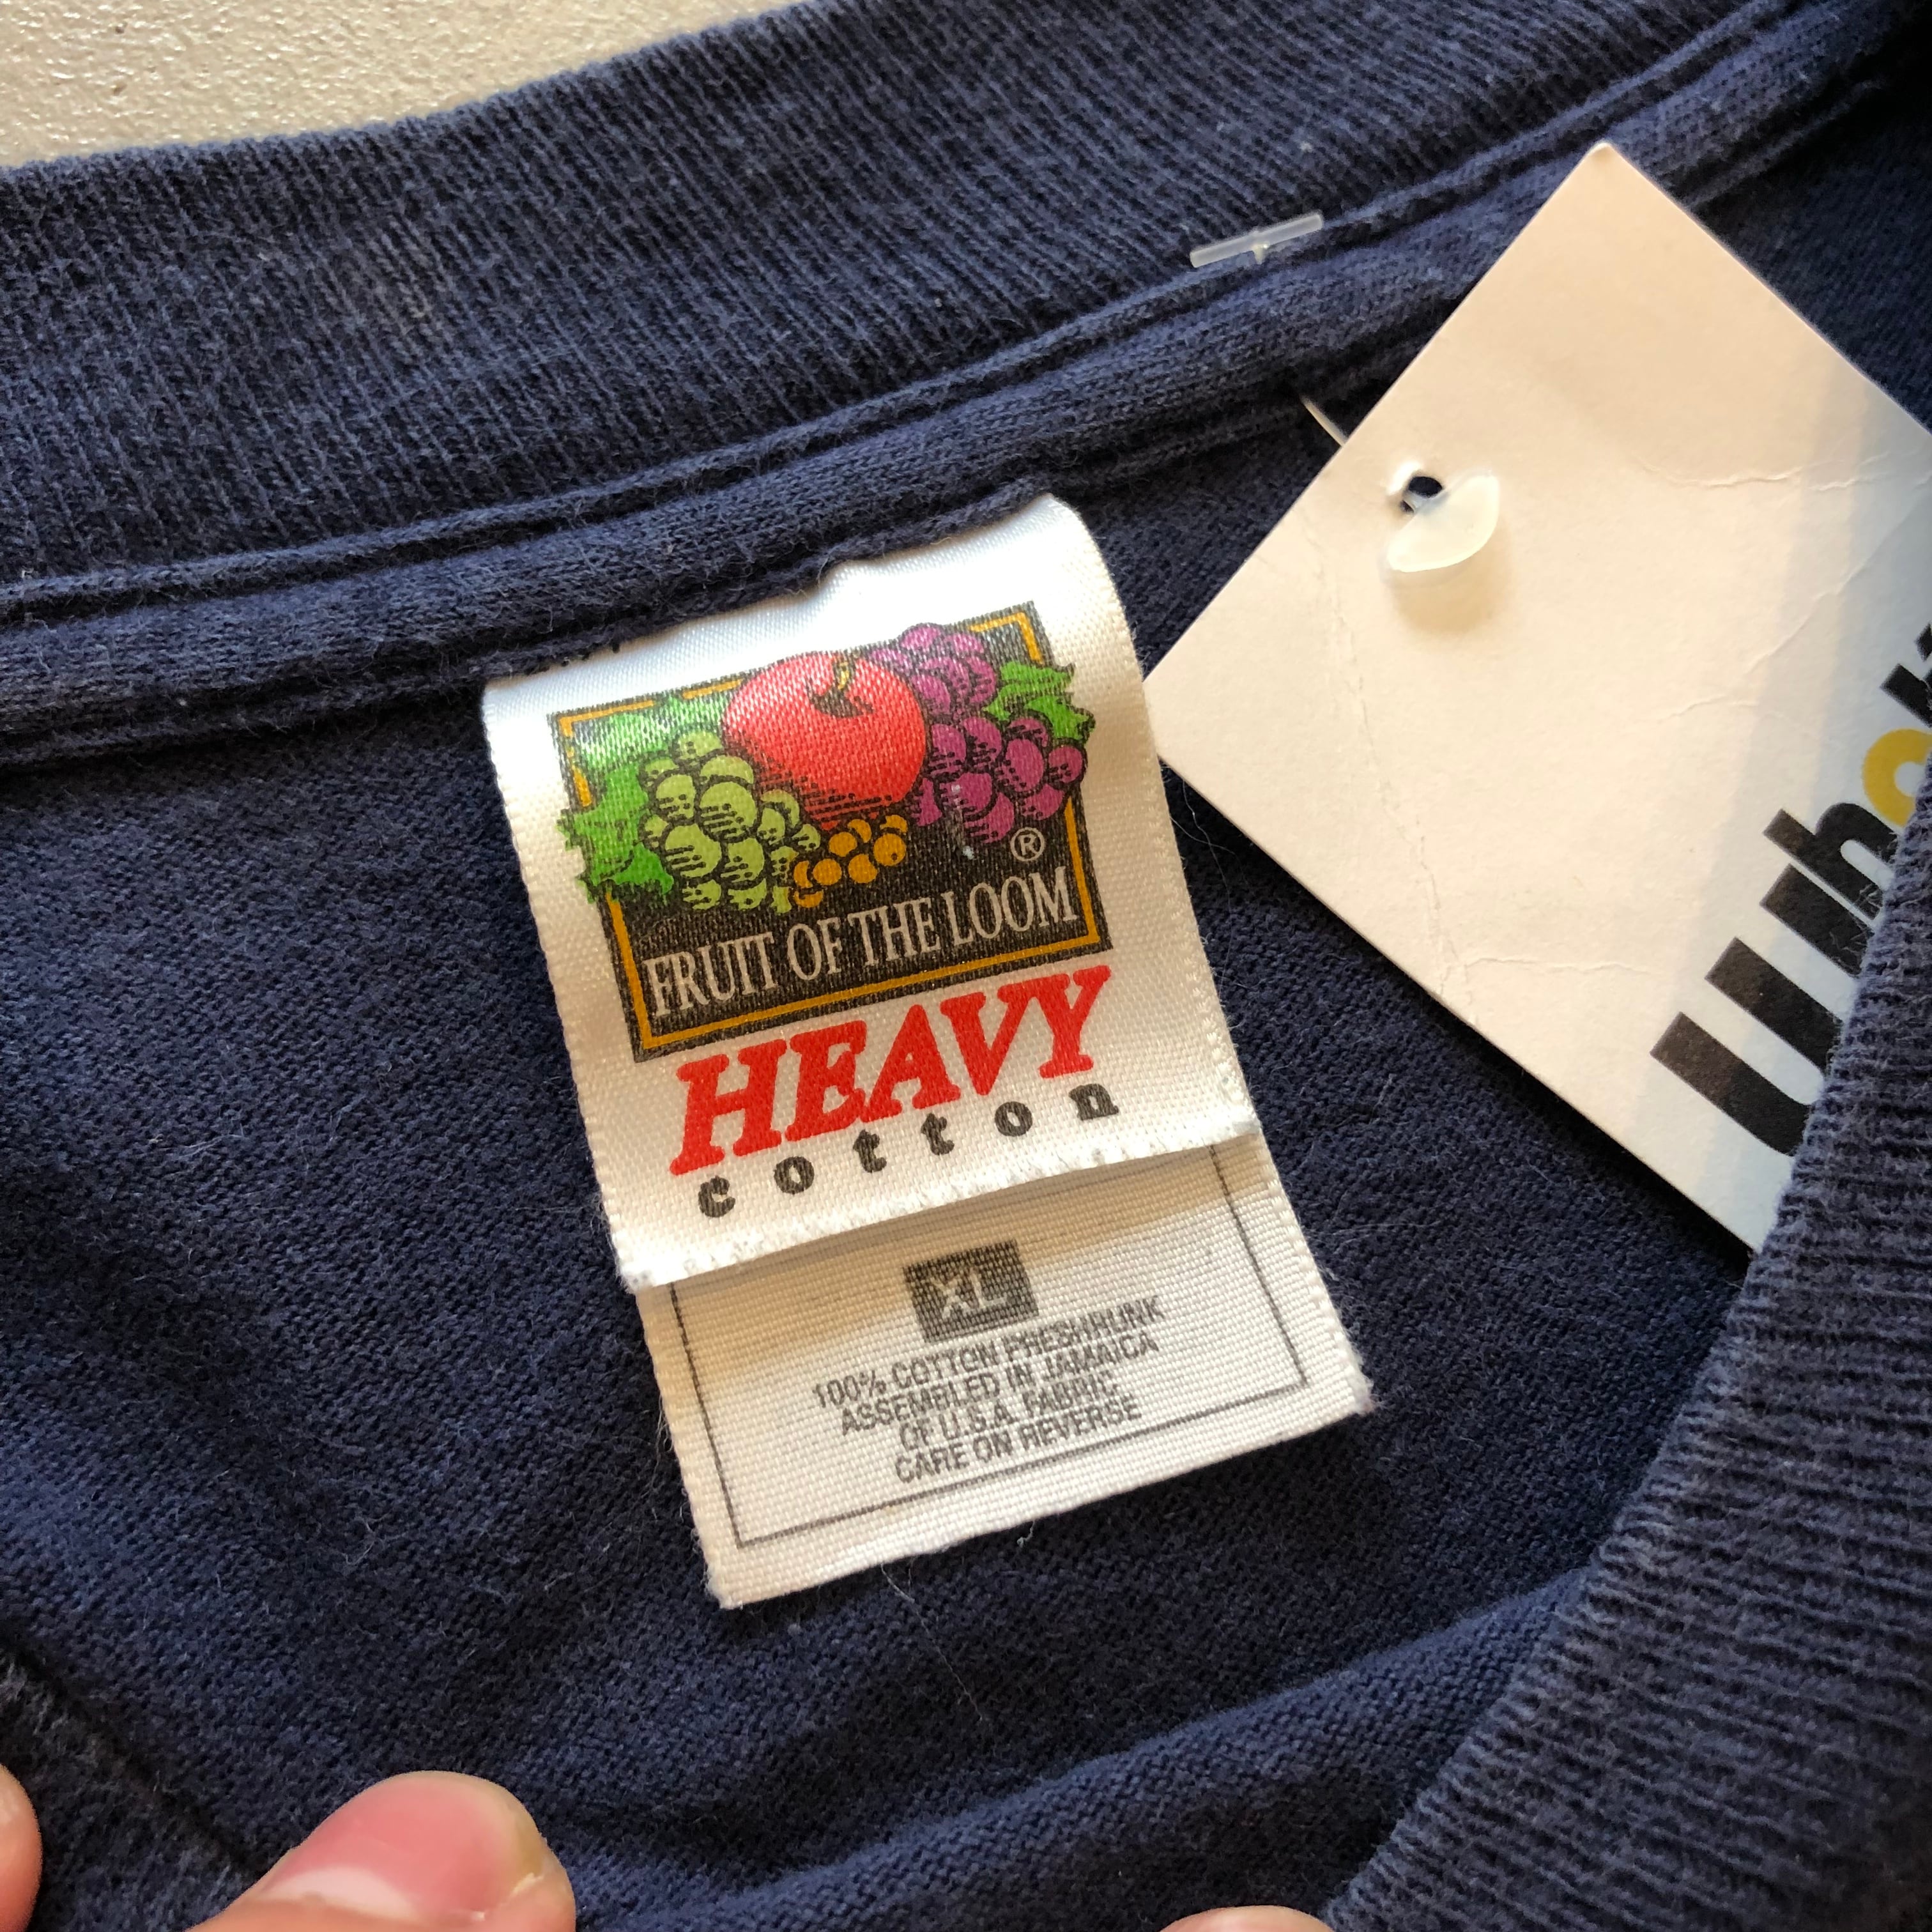 ®
FRUIT OF THE LOOM
HEAVY
cotton
XL
100% COTTON PRESHRUNK
ASSEMBLED IN JAMAICA
OF U.S.A. FABRIC
CARE ON REVERSE